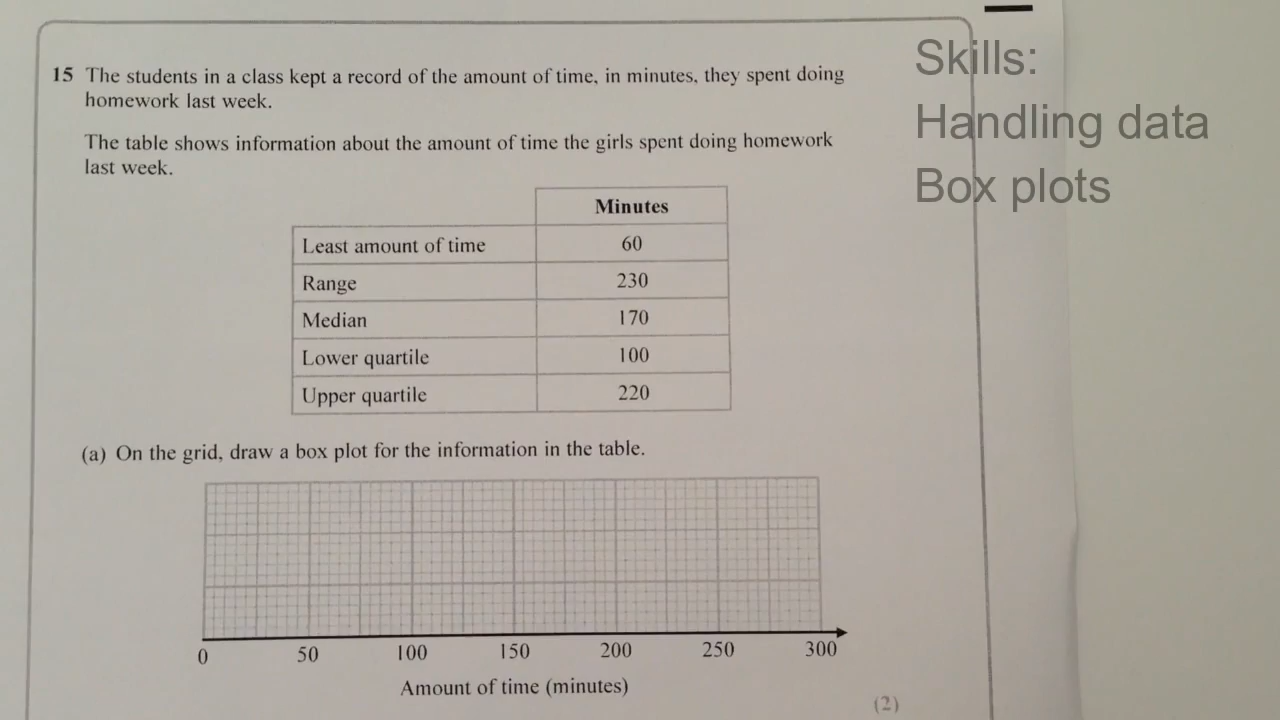 Skills:
Handling data
Box plots
15 The students in a class kept a record of the amount of time, in minutes, they spent doing
homework last week.
The table shows information about the amount of time the girls spent doing homework
last week.
Minutes
Least amount of time 60
Range 230
Median 170
Lower quartile 100
Upper quartile 220
(a) On the grid, draw a box plot for the information in the table.
0 50 100 150 200 250 300
Amount of time (minutes)
(2)